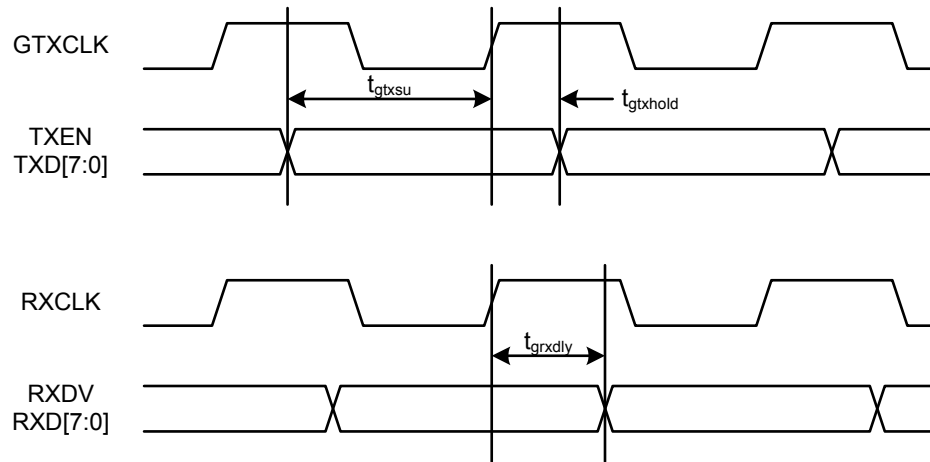 GTXCLK
t_gtxsu
t_gtxhold
TXEN
TXD[7:0]
RXCLK
t_grxdly
RXDV
RXD[7:0]